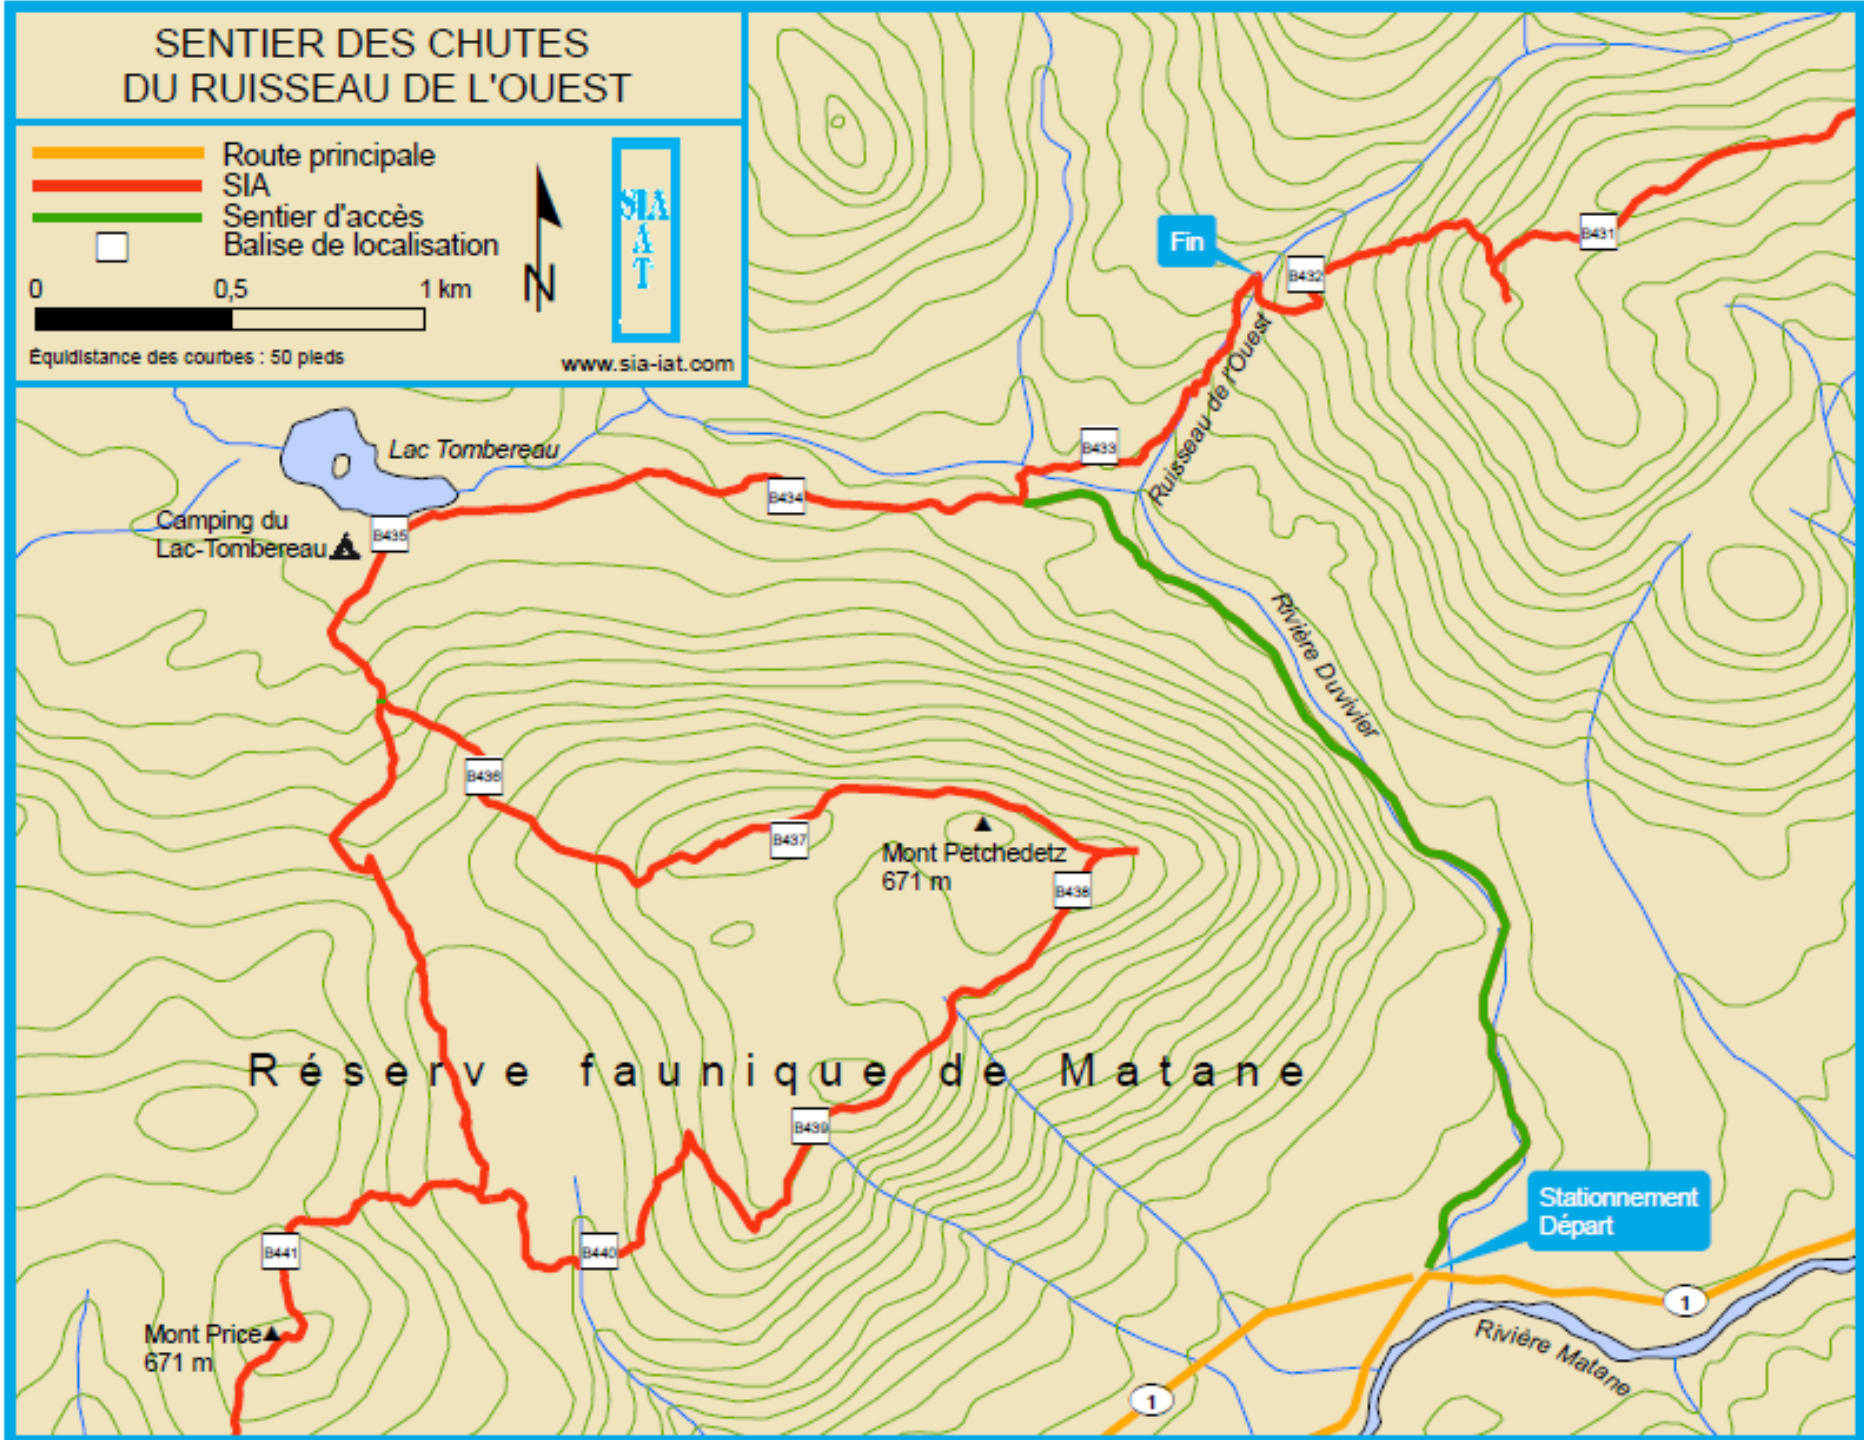 SENTIER DES CHUTES
DU RUISSEAU DE L'OUEST
Route principale
SIA
Sentier d'accès
Balise de localisation
0 0,5 1 km
Équidistance des courbes : 50 pieds
N
SIA
A
T
www.sia-iat.com
Fin
B431
B432
Ruisseau de l'Ouest
B433
Lac Tombereau
B434
Camping du
Lac-Tombereau
B435
Rivière Duvivier
B436
B437
Mont Petchedetz
671 m
B438
Réserve faunique de Matane
B439
Stationnement
Départ
B441
B440
1
Mont Price
671 m
Rivière Matane
1